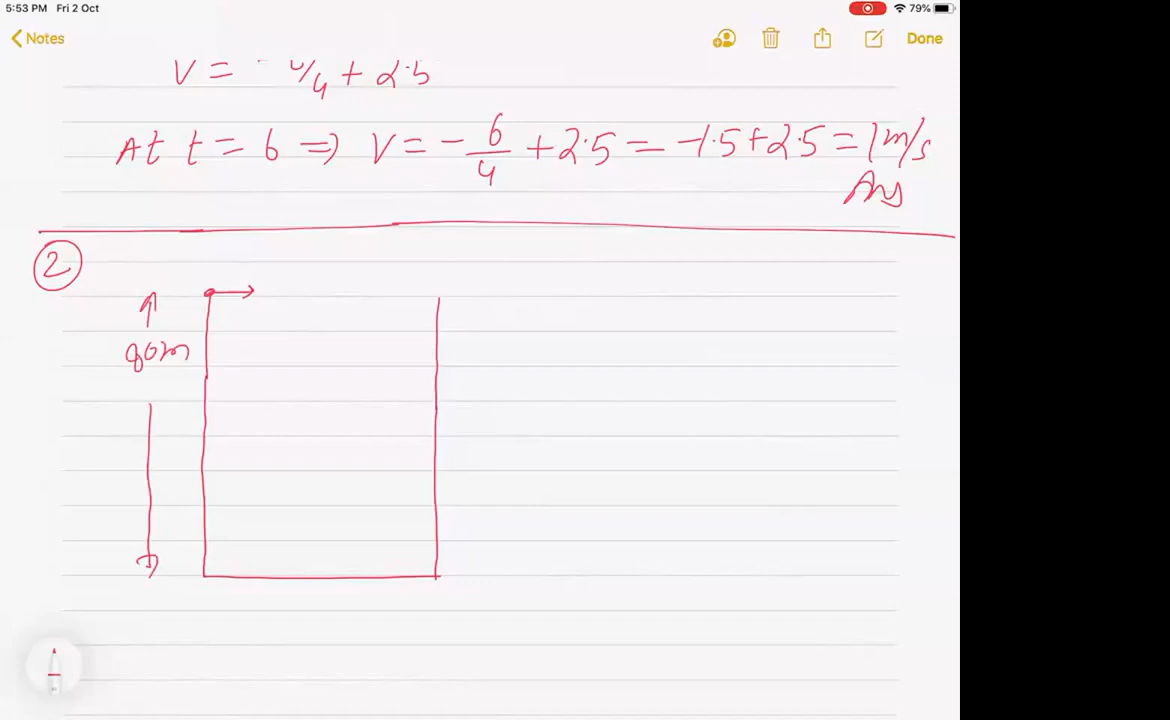 5:53 PM Fri 2 Oct 79%
Notes Done
V = - /4 + 2.5
At t = 6 ⇒ V = - 6/4 + 2.5 = -1.5 + 2.5 = 1 m/s
Ans
2
90m